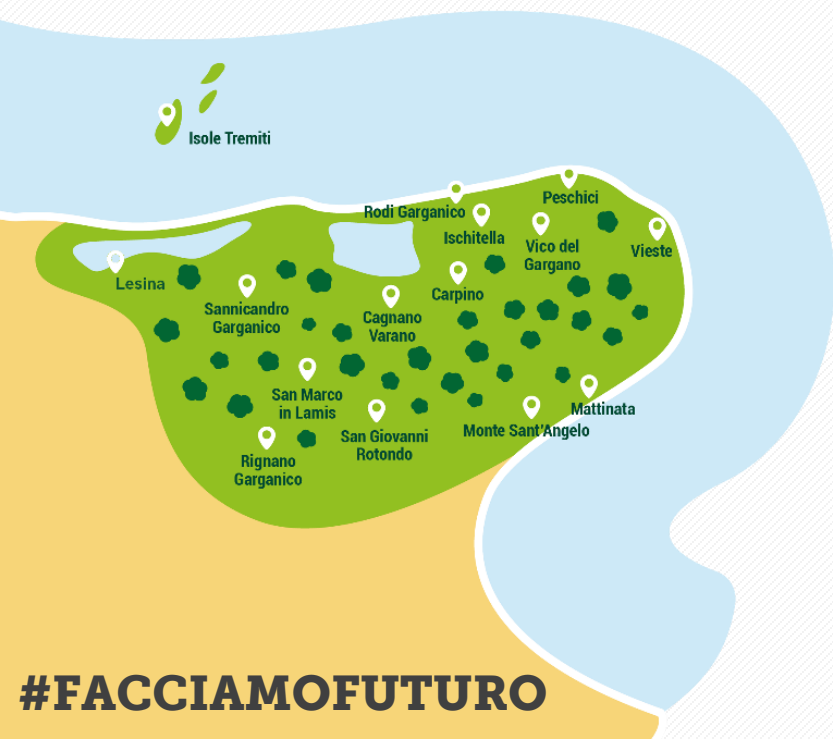 Isole Tremiti
Peschici
Rodi Garganico
Ischitella
Vico del
Gargano
Vieste
Lesina
Carpino
Sannicandro
Garganico
Cagnano
Varano
San Marco
in Lamis
Mattinata
Monte Sant'Angelo
San Giovanni
Rotondo
Rignano
Garganico
#FACCIAMOFUTURO